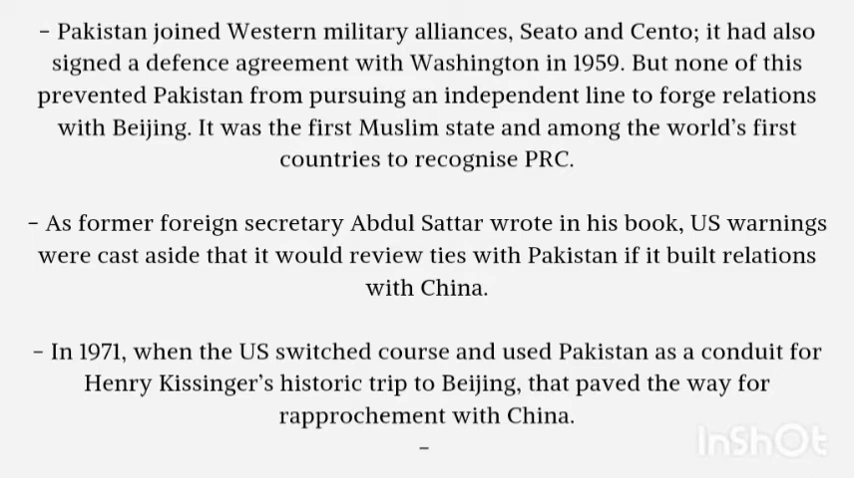 – Pakistan joined Western military alliances, Seato and Cento; it had also
signed a defence agreement with Washington in 1959. But none of this
prevented Pakistan from pursuing an independent line to forge relations
with Beijing. It was the first Muslim state and among the world’s first
countries to recognise PRC.
– As former foreign secretary Abdul Sattar wrote in his book, US warnings
were cast aside that it would review ties with Pakistan if it built relations
with China.
– In 1971, when the US switched course and used Pakistan as a conduit for
Henry Kissinger’s historic trip to Beijing, that paved the way for
rapprochement with China.
–
InShOt